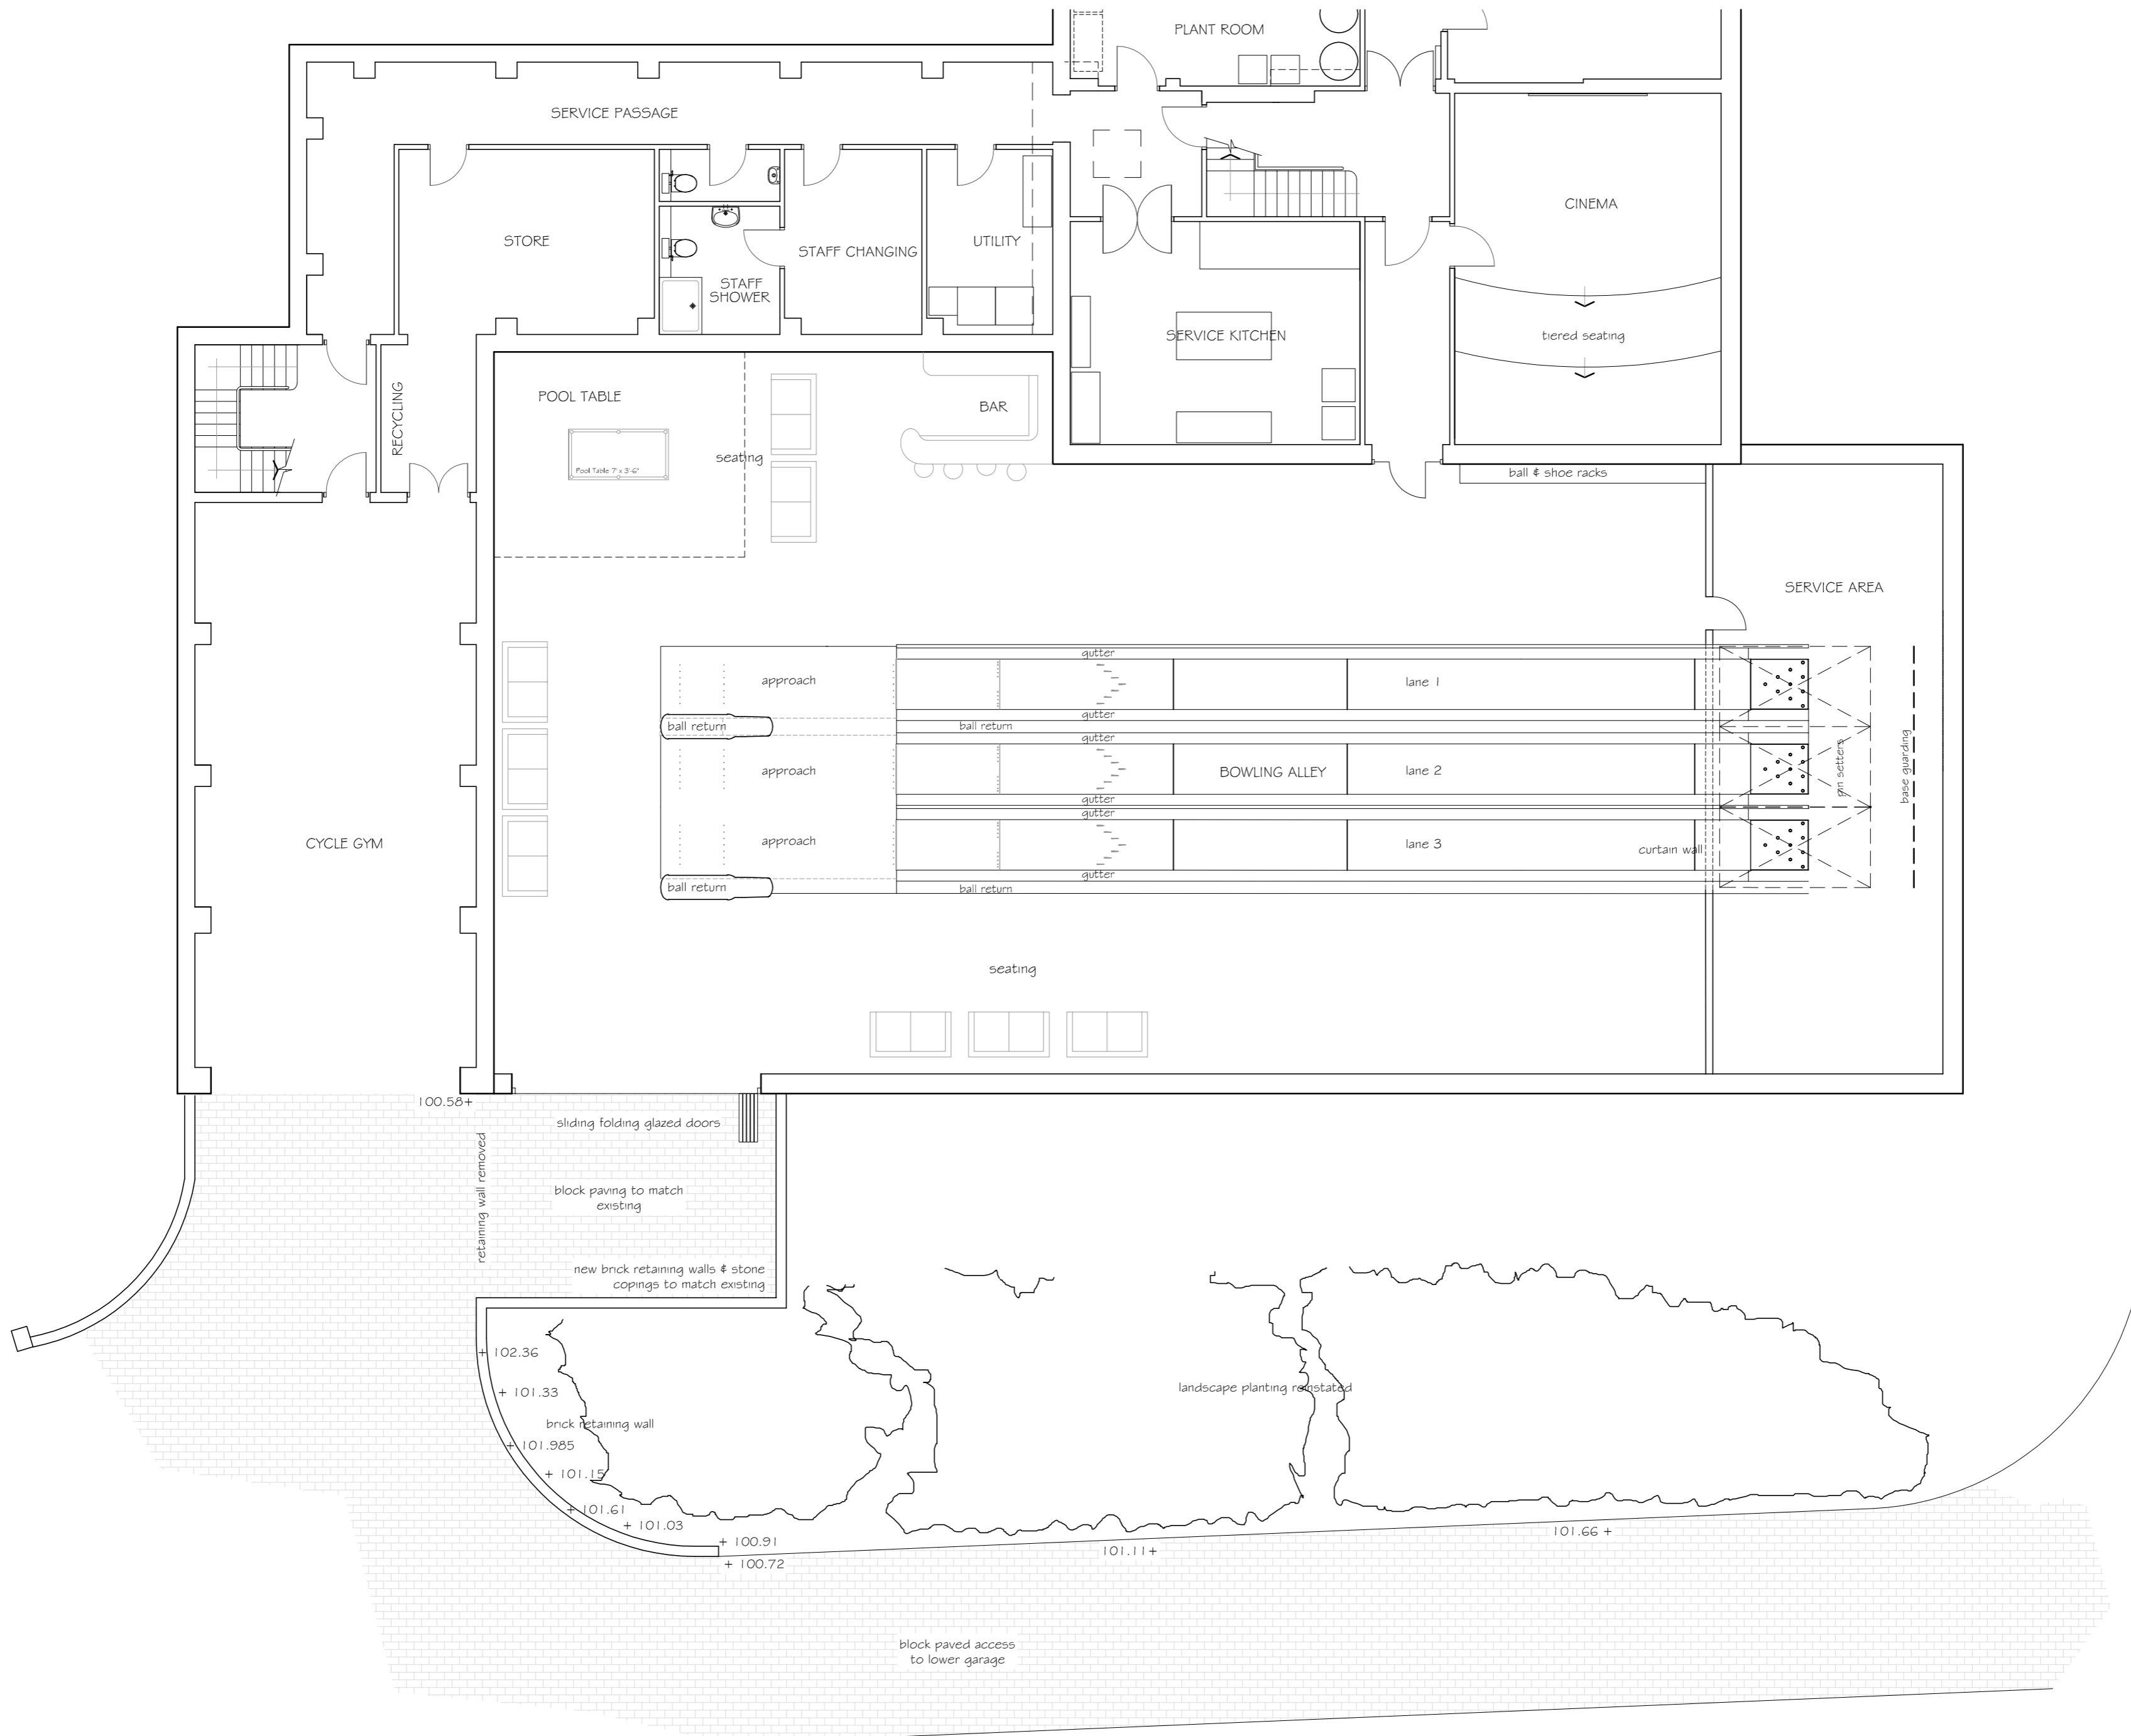 PLANT ROOM
SERVICE PASSAGE
CINEMA
STORE
STAFF CHANGING
UTILITY
STAFF
SHOWER
SERVICE KITCHEN
tiered seating
RECYCLING
POOL TABLE
BAR
seating
Pool Table 7' x 3'-6"
ball & shoe racks
SERVICE AREA
gutter
approach
lane 1
gutter
ball return
ball return
gutter
approach
BOWLING ALLEY
lane 2
pin setters
base guarding
gutter
gutter
approach
lane 3
curtain wall
CYCLE GYM
gutter
ball return
ball return
seating
100.58+
sliding folding glazed doors
retaining wall removed
block paving to match
existing
new brick retaining walls & stone
copings to match existing
+ 102.36
+ 101.33
landscape planting reinstated
brick retaining wall
+ 101.985
+ 101.15
+ 101.61
+ 101.03
101.66 +
+ 100.91
101.11+
+ 100.72
block paved access
to lower garage